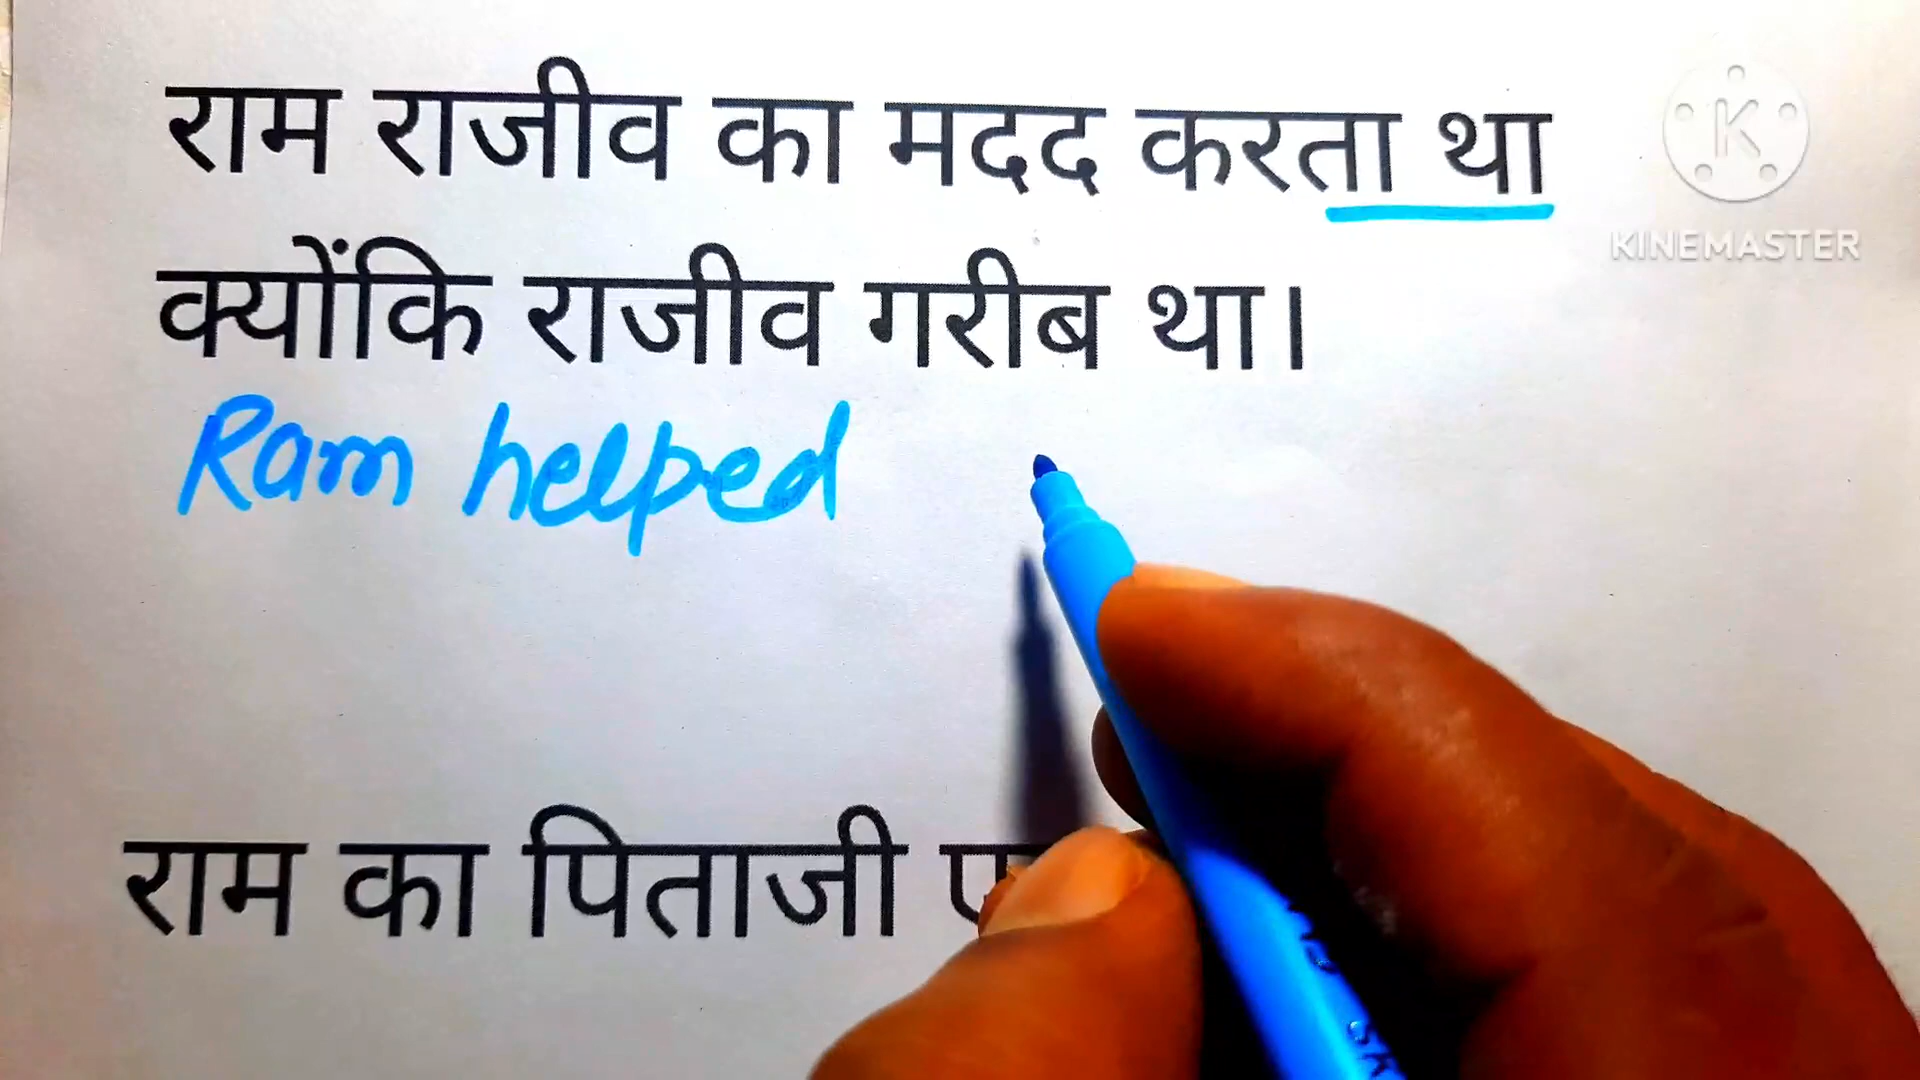 राम राजीव का मदद करता था
K
KINEMASTER
क्योंकि राजीव गरीब था।
Ram helped
राम का पिताजी